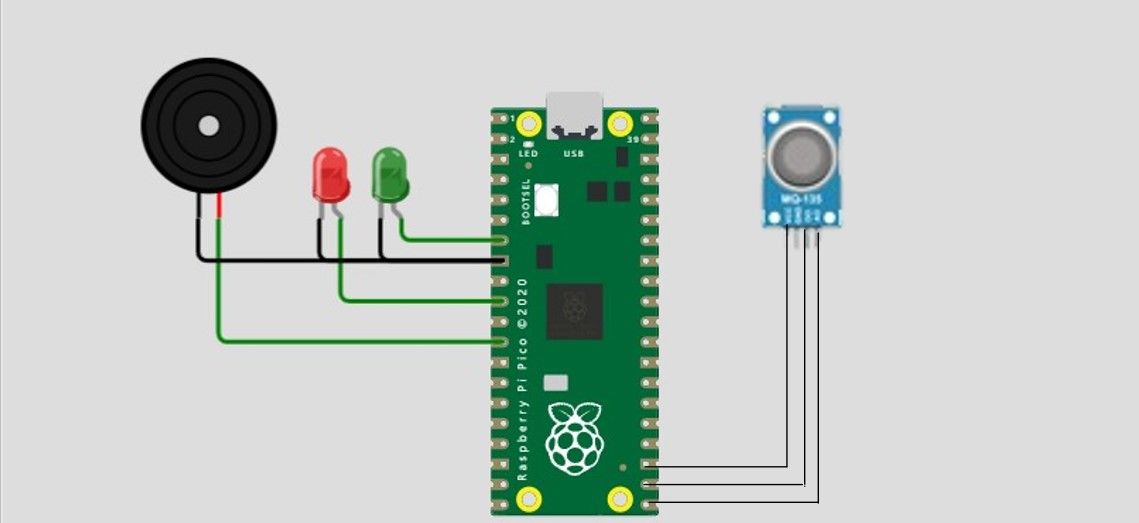 1
2
39
LED
USB
BOOTSEL
Raspberry Pi Pico ©2020
MQ-135